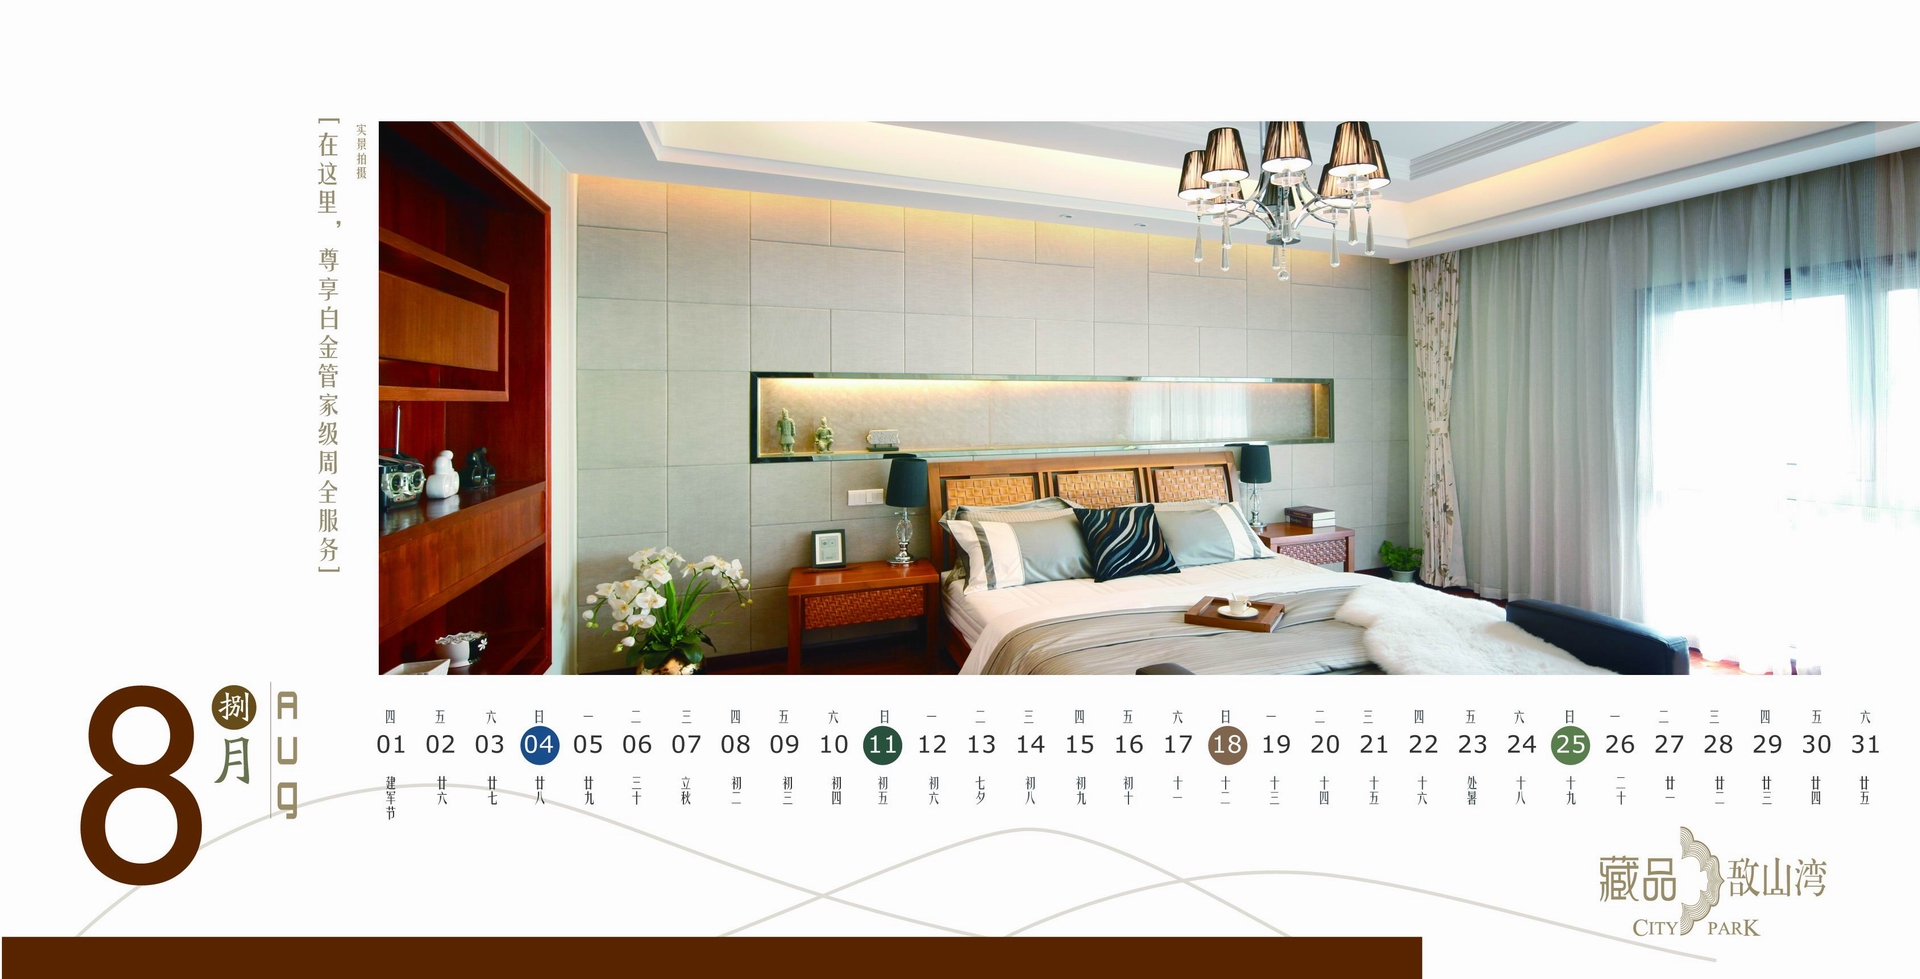 [在这里，尊享白金管家级周全服务]
实景拍摄
8
捌月
Aug
四 五 六 日 一 二 三 四 五 六 日 一 二 三 四 五 六 日 一 二 三 四 五 六 日 一 二 三 四 五 六
01 02 03 04 05 06 07 08 09 10 11 12 13 14 15 16 17 18 19 20 21 22 23 24 25 26 27 28 29 30 31
建军节 廿六 廿七 廿八 廿九 三十 立秋 初二 初三 初四 初五 初六 七夕 初八 初九 初十 十一 十二 十三 十四 十五 十六 处暑 十八 十九 二十 廿一 廿二 廿三 廿四 廿五
藏品 敔山湾
CITY PARK